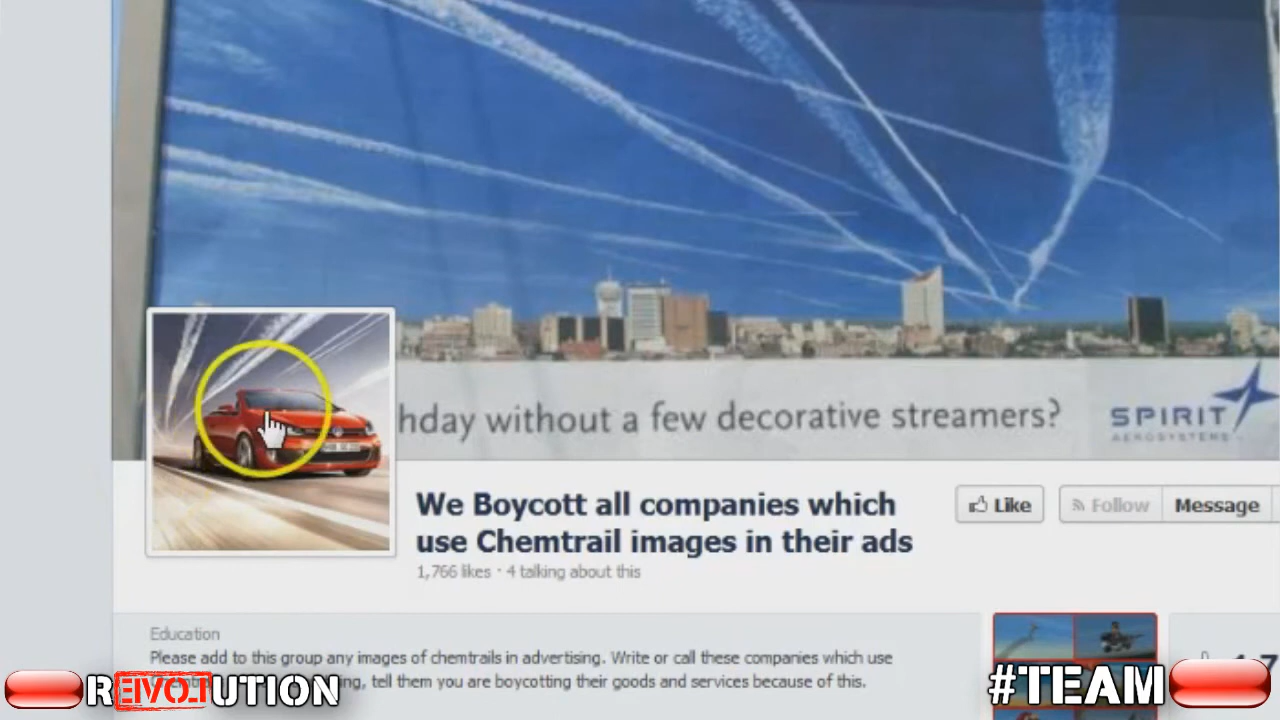 hday without a few decorative streamers?
SPIRIT
AEROSYSTEMS
We Boycott all companies which
use Chemtrail images in their ads
1,766 likes · 4 talking about this
Like
Follow
Message
Education
Please add to this group any images of chemtrails in advertising. Write or call these companies which use
ng, tell them you are boycotting their goods and services because of this.
REVOLUTION
#TEAM